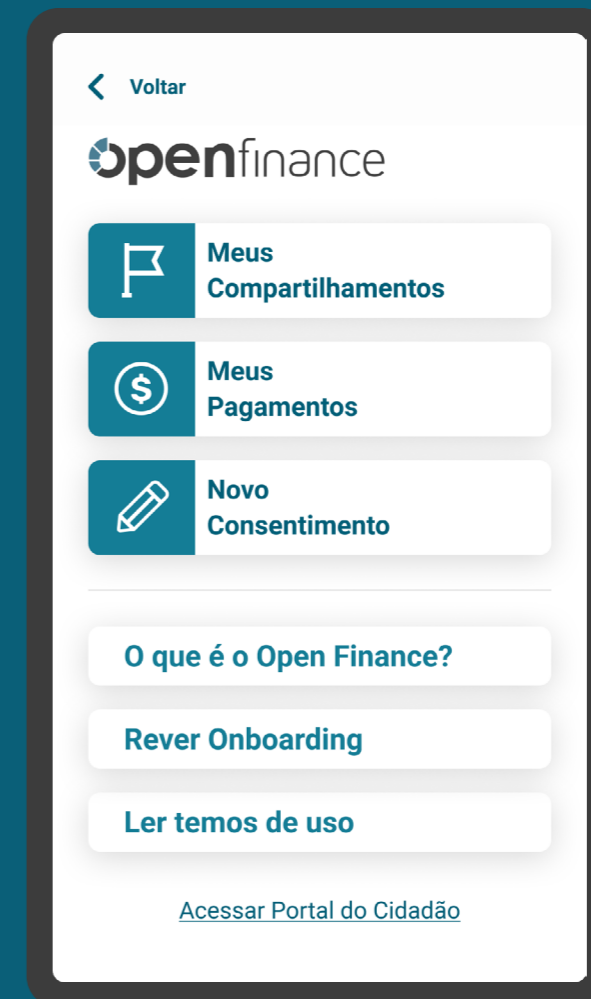 Voltar
openfinance
Meus
Compartilhamentos
Meus
Pagamentos
Novo
Consentimento
O que é o Open Finance?
Rever Onboarding
Ler temos de uso
Acessar Portal do Cidadão